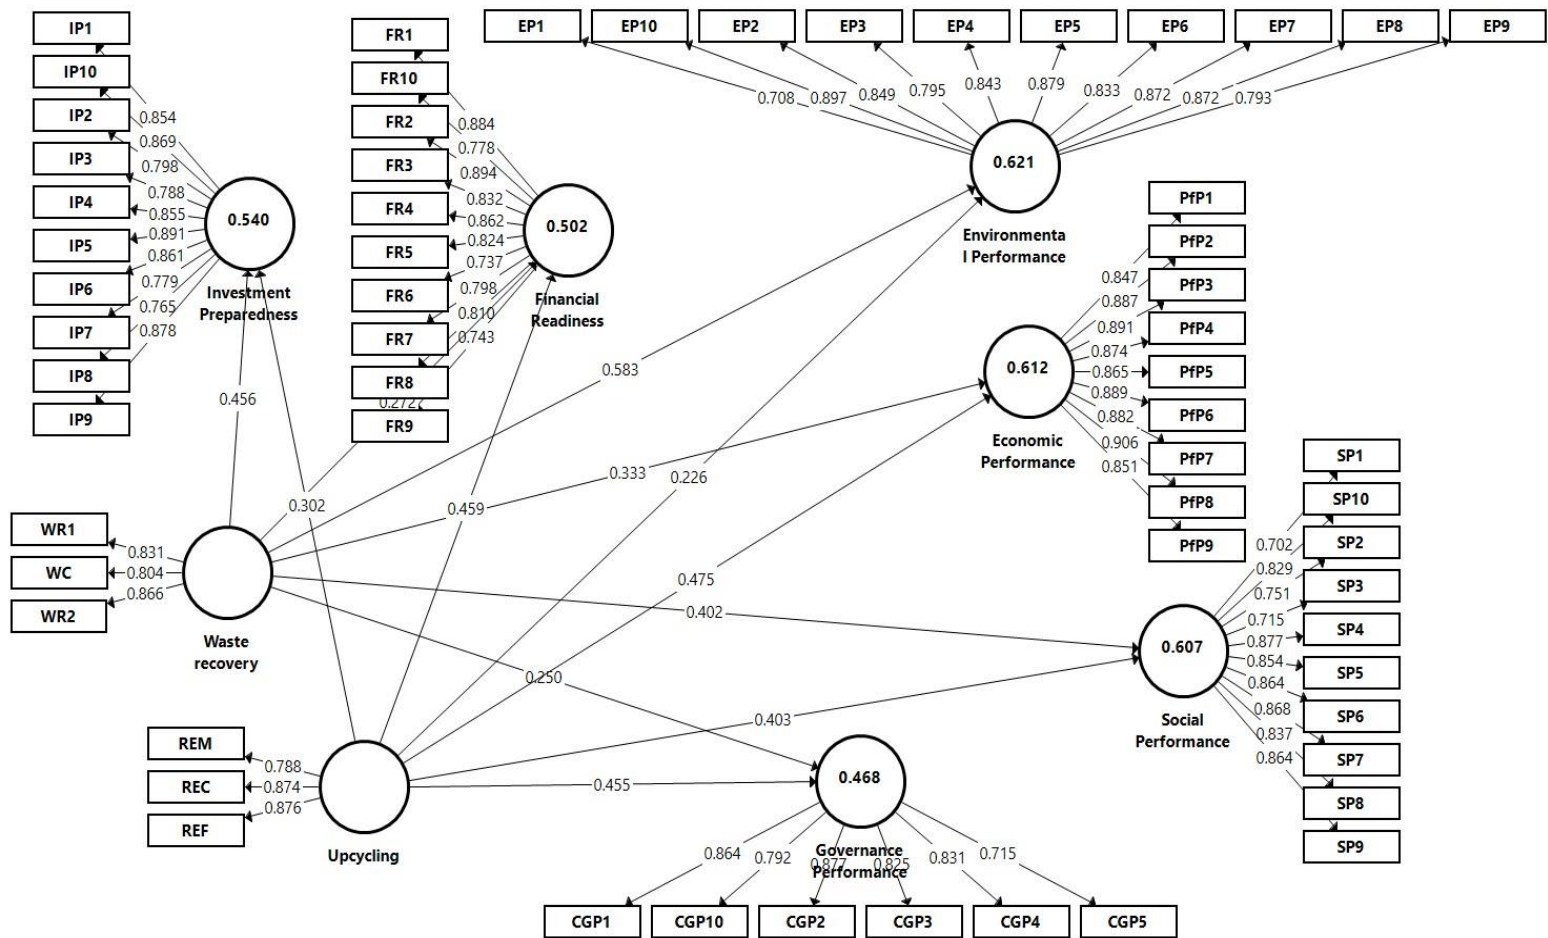 IP1
IP10
IP2
IP3
IP4
IP5
IP6
IP7
IP8
IP9
0.854
0.869
0.798
0.788
0.855
0.891
0.861
0.779
0.765
0.878
0.540
Investment
Preparedness
FR1
FR10
FR2
FR3
FR4
FR5
FR6
FR7
FR8
FR9
0.884
0.778
0.894
0.832
0.862
0.824
0.737
0.798
0.810
0.743
0.502
Financial
Readiness
EP1
EP10
EP2
EP3
EP4
EP5
EP6
EP7
EP8
EP9
0.708
0.897
0.849
0.795
0.843
0.879
0.833
0.872
0.872
0.793
0.621
Environmenta
l Performance
PfP1
PfP2
PfP3
PfP4
PfP5
PfP6
PfP7
PfP8
PfP9
0.847
0.887
0.891
0.874
0.865
0.889
0.882
0.906
0.851
0.612
Economic
Performance
SP1
SP10
SP2
SP3
SP4
SP5
SP6
SP7
SP8
SP9
0.702
0.829
0.751
0.715
0.877
0.854
0.864
0.868
0.837
0.864
0.607
Social
Performance
0.456
0.302
0.272
0.459
0.583
0.333
0.226
0.475
0.402
0.250
0.403
0.455
WR1
WC
WR2
0.831
0.804
0.866
Waste
recovery
REM
REC
REF
0.788
0.874
0.876
Upcycling
0.468
Governance
Performance
0.864
0.792
0.877
0.825
0.831
0.715
CGP1
CGP10
CGP2
CGP3
CGP4
CGP5